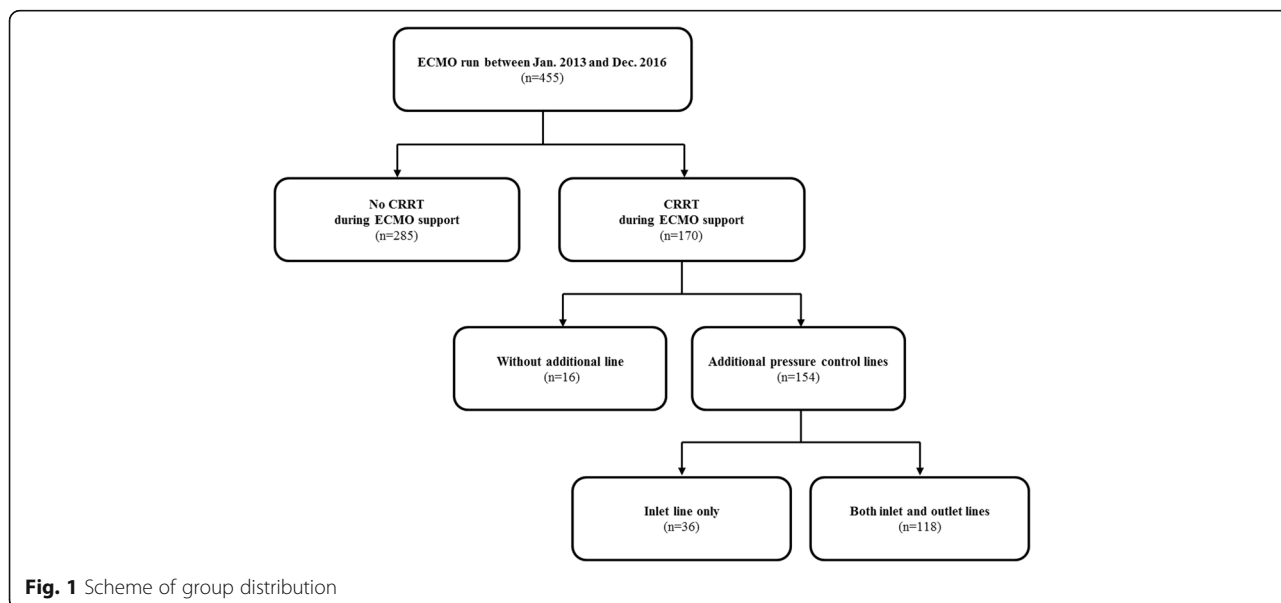 ECMO run between Jan. 2013 and Dec. 2016
(n=455)
No CRRT
during ECMO support
(n=285)
CRRT
during ECMO support
(n=170)
Without additional line
(n=16)
Additional pressure control lines
(n=154)
Inlet line only
(n=36)
Both inlet and outlet lines
(n=118)
Fig. 1 Scheme of group distribution